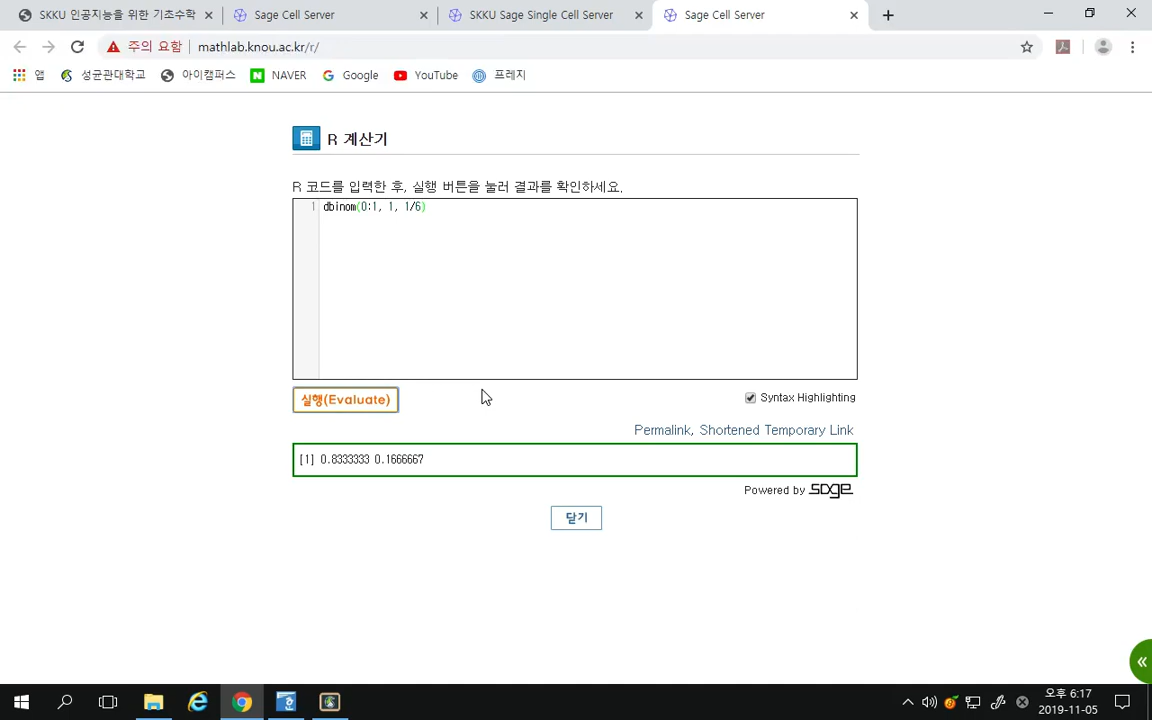 SKKU 인공지능을 위한 기초수학
Sage Cell Server
SKKU Sage Single Cell Server
Sage Cell Server
주의 요함
mathlab.knou.ac.kr/r/
앱
성균관대학교
아이캠퍼스
NAVER
Google
YouTube
프레지
R 계산기
R 코드를 입력한 후, 실행 버튼을 눌러 결과를 확인하세요.
1 dbinom(0:1, 1, 1/6)
실행(Evaluate)
Syntax Highlighting
Permalink, Shortened Temporary Link
[1] 0.8333333 0.1666667
Powered by sage
닫기
오후 6:17
2019-11-05